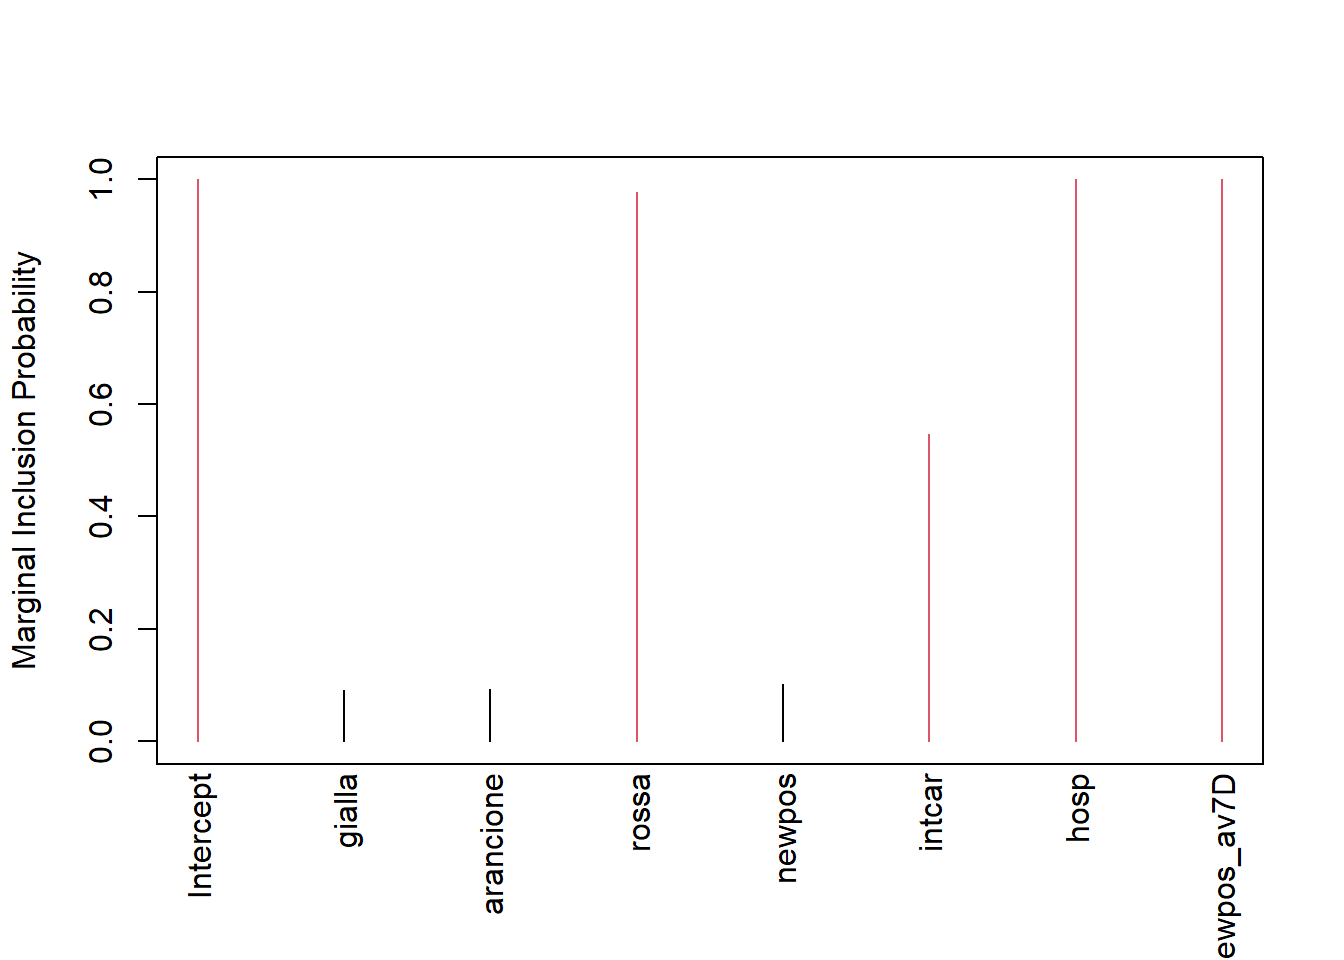 Marginal Inclusion Probability
1.0
0.8
0.6
0.4
0.2
0.0
Intercept
gialla
arancione
rossa
newpos
intcar
hosp
ewpos_av7D